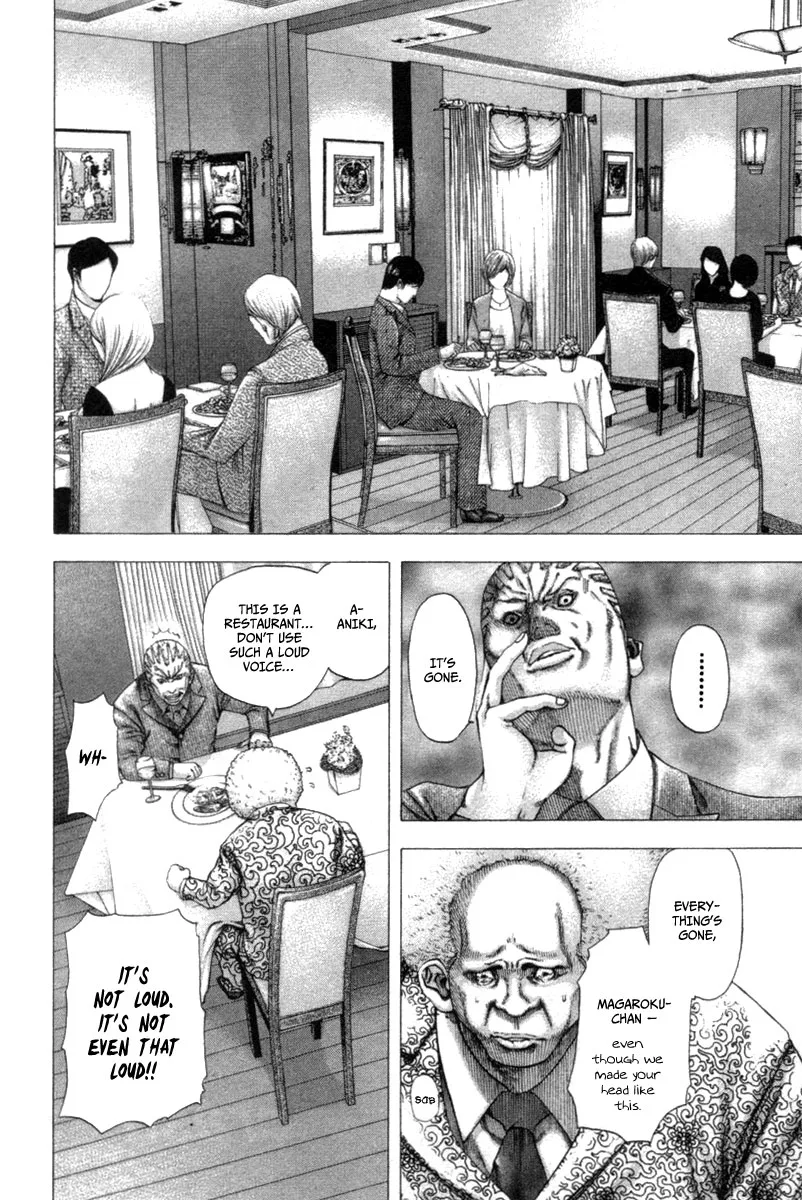 .........
IT'S
GONE.
EVERY-
THING'S
GONE,
MAGAROKU-
CHAN —
even
though we
made your
head like
this.
SOB
A-
ANIKI,
THIS IS A
RESTAURANT...
DON'T USE
SUCH A LOUD
VOICE...
WH-
IT'S
NOT LOUD.
IT'S NOT
EVEN THAT
LOUD!!